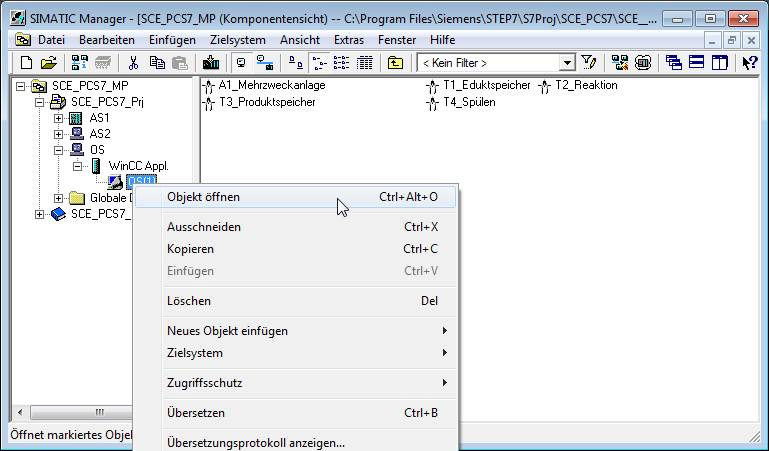 SIMATIC Manager - [SCE_PCS7_MP (Komponentensicht) -- C:\Program Files\Siemens\STEP7\S7Proj\SCE_PCS7\SCE__...
Datei Bearbeiten Einfügen Zielsystem Ansicht Extras Fenster Hilfe
< Kein Filter >
SCE_PCS7_MP
SCE_PCS7_Prj
AS1
AS2
OS
WinCC Appl.
OS(1)
Globale D
SCE_PCS7_
A1_Mehrzweckanlage T1_Eduktspeicher T2_Reaktion
T3_Produktspeicher T4_Spülen
Objekt öffnen Ctrl+Alt+O
Ausschneiden Ctrl+X
Kopieren Ctrl+C
Einfügen Ctrl+V
Löschen Del
Neues Objekt einfügen
Zielsystem
Zugriffsschutz
Übersetzen Ctrl+B
Übersetzungsprotokoll anzeigen...
Öffnet markiertes Objek